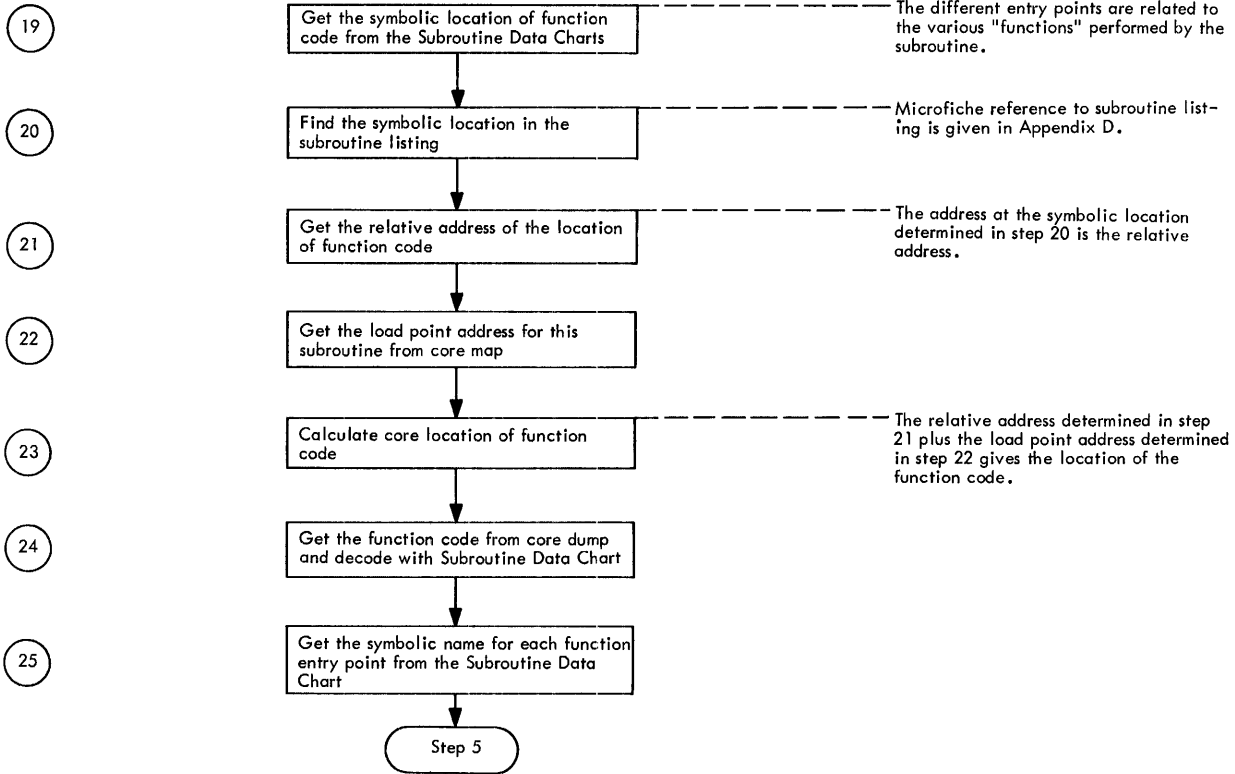 19
Get the symbolic location of function
code from the Subroutine Data Charts
The different entry points are related to
the various "functions" performed by the
subroutine.
20
Find the symbolic location in the
subroutine listing
Microfiche reference to subroutine list-
ing is given in Appendix D.
21
Get the relative address of the location
of function code
The address at the symbolic location
determined in step 20 is the relative
address.
22
Get the load point address for this
subroutine from core map
23
Calculate core location of function
code
The relative address determined in step
21 plus the load point address determined
in step 22 gives the location of the
function code.
24
Get the function code from core dump
and decode with Subroutine Data Chart
25
Get the symbolic name for each function
entry point from the Subroutine Data
Chart
Step 5